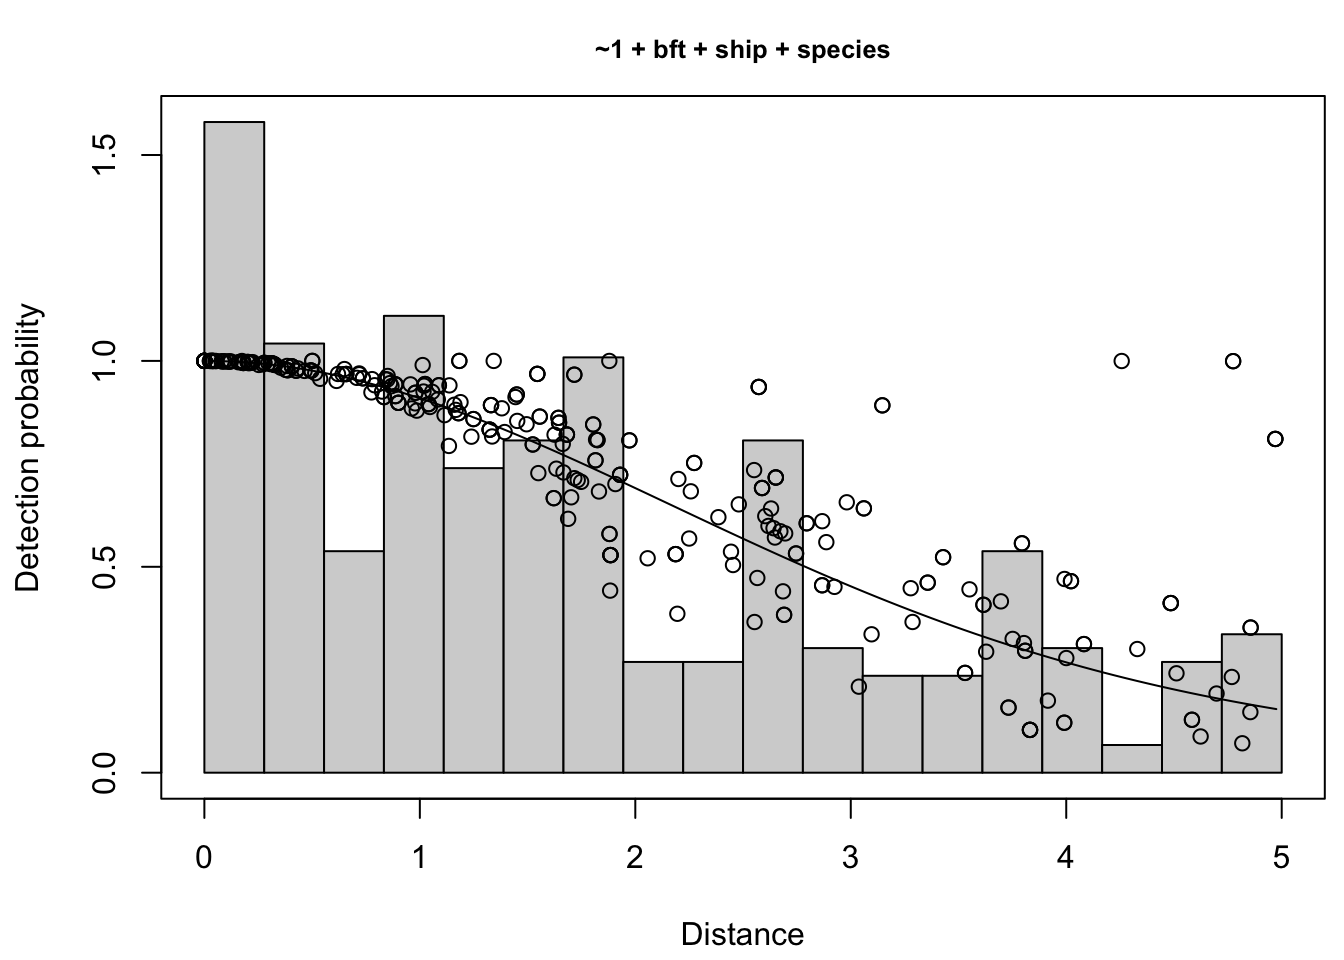 ~1 + bft + ship + species
Detection probability
1.5
1.0
0.5
0.0
0 1 2 3 4 5
Distance